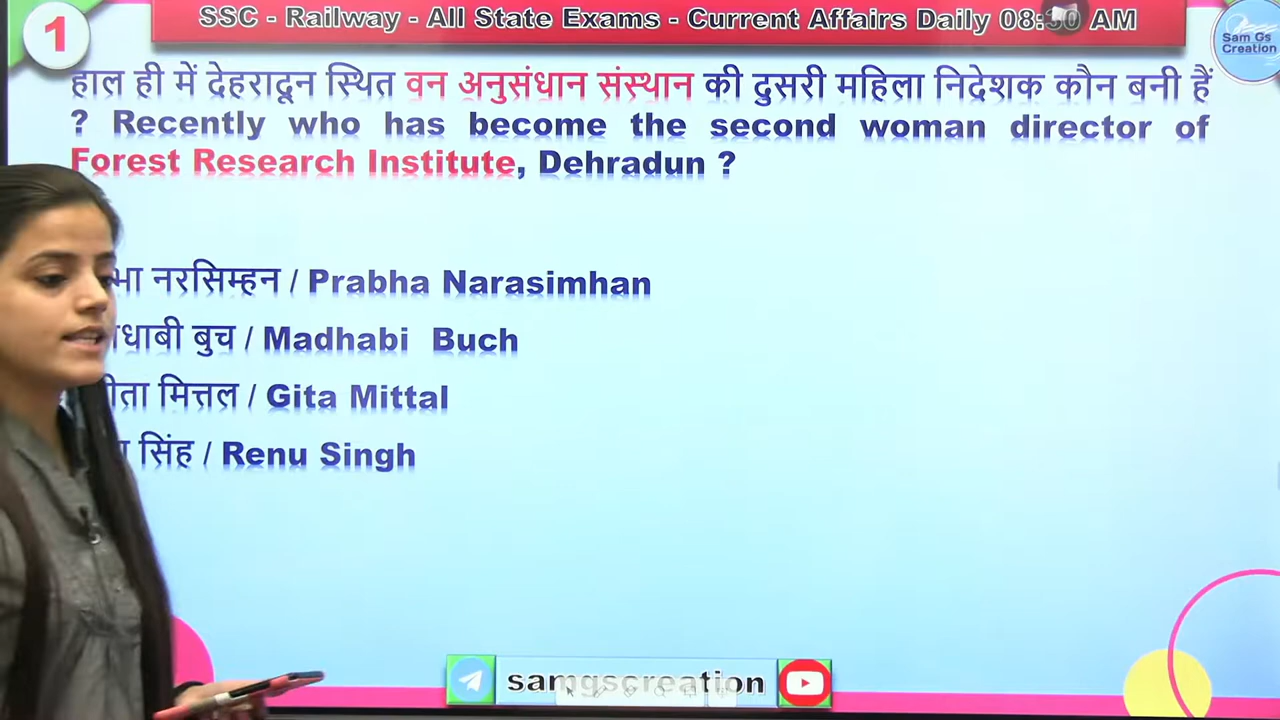 1
SSC - Railway - All State Exams - Current Affairs Daily 08:30 AM
Sam Gs
Creation
हाल ही में देहरादून स्थित वन अनुसंधान संस्थान की दुसरी महिला निदेशक कौन बनी हैं
? Recently who has become the second woman director of
Forest Research Institute, Dehradun ?
नरसिम्हन / Prabha Narasimhan
बुच / Madhabi Buch
मित्तल / Gita Mittal
सिंह / Renu Singh
samgscreation